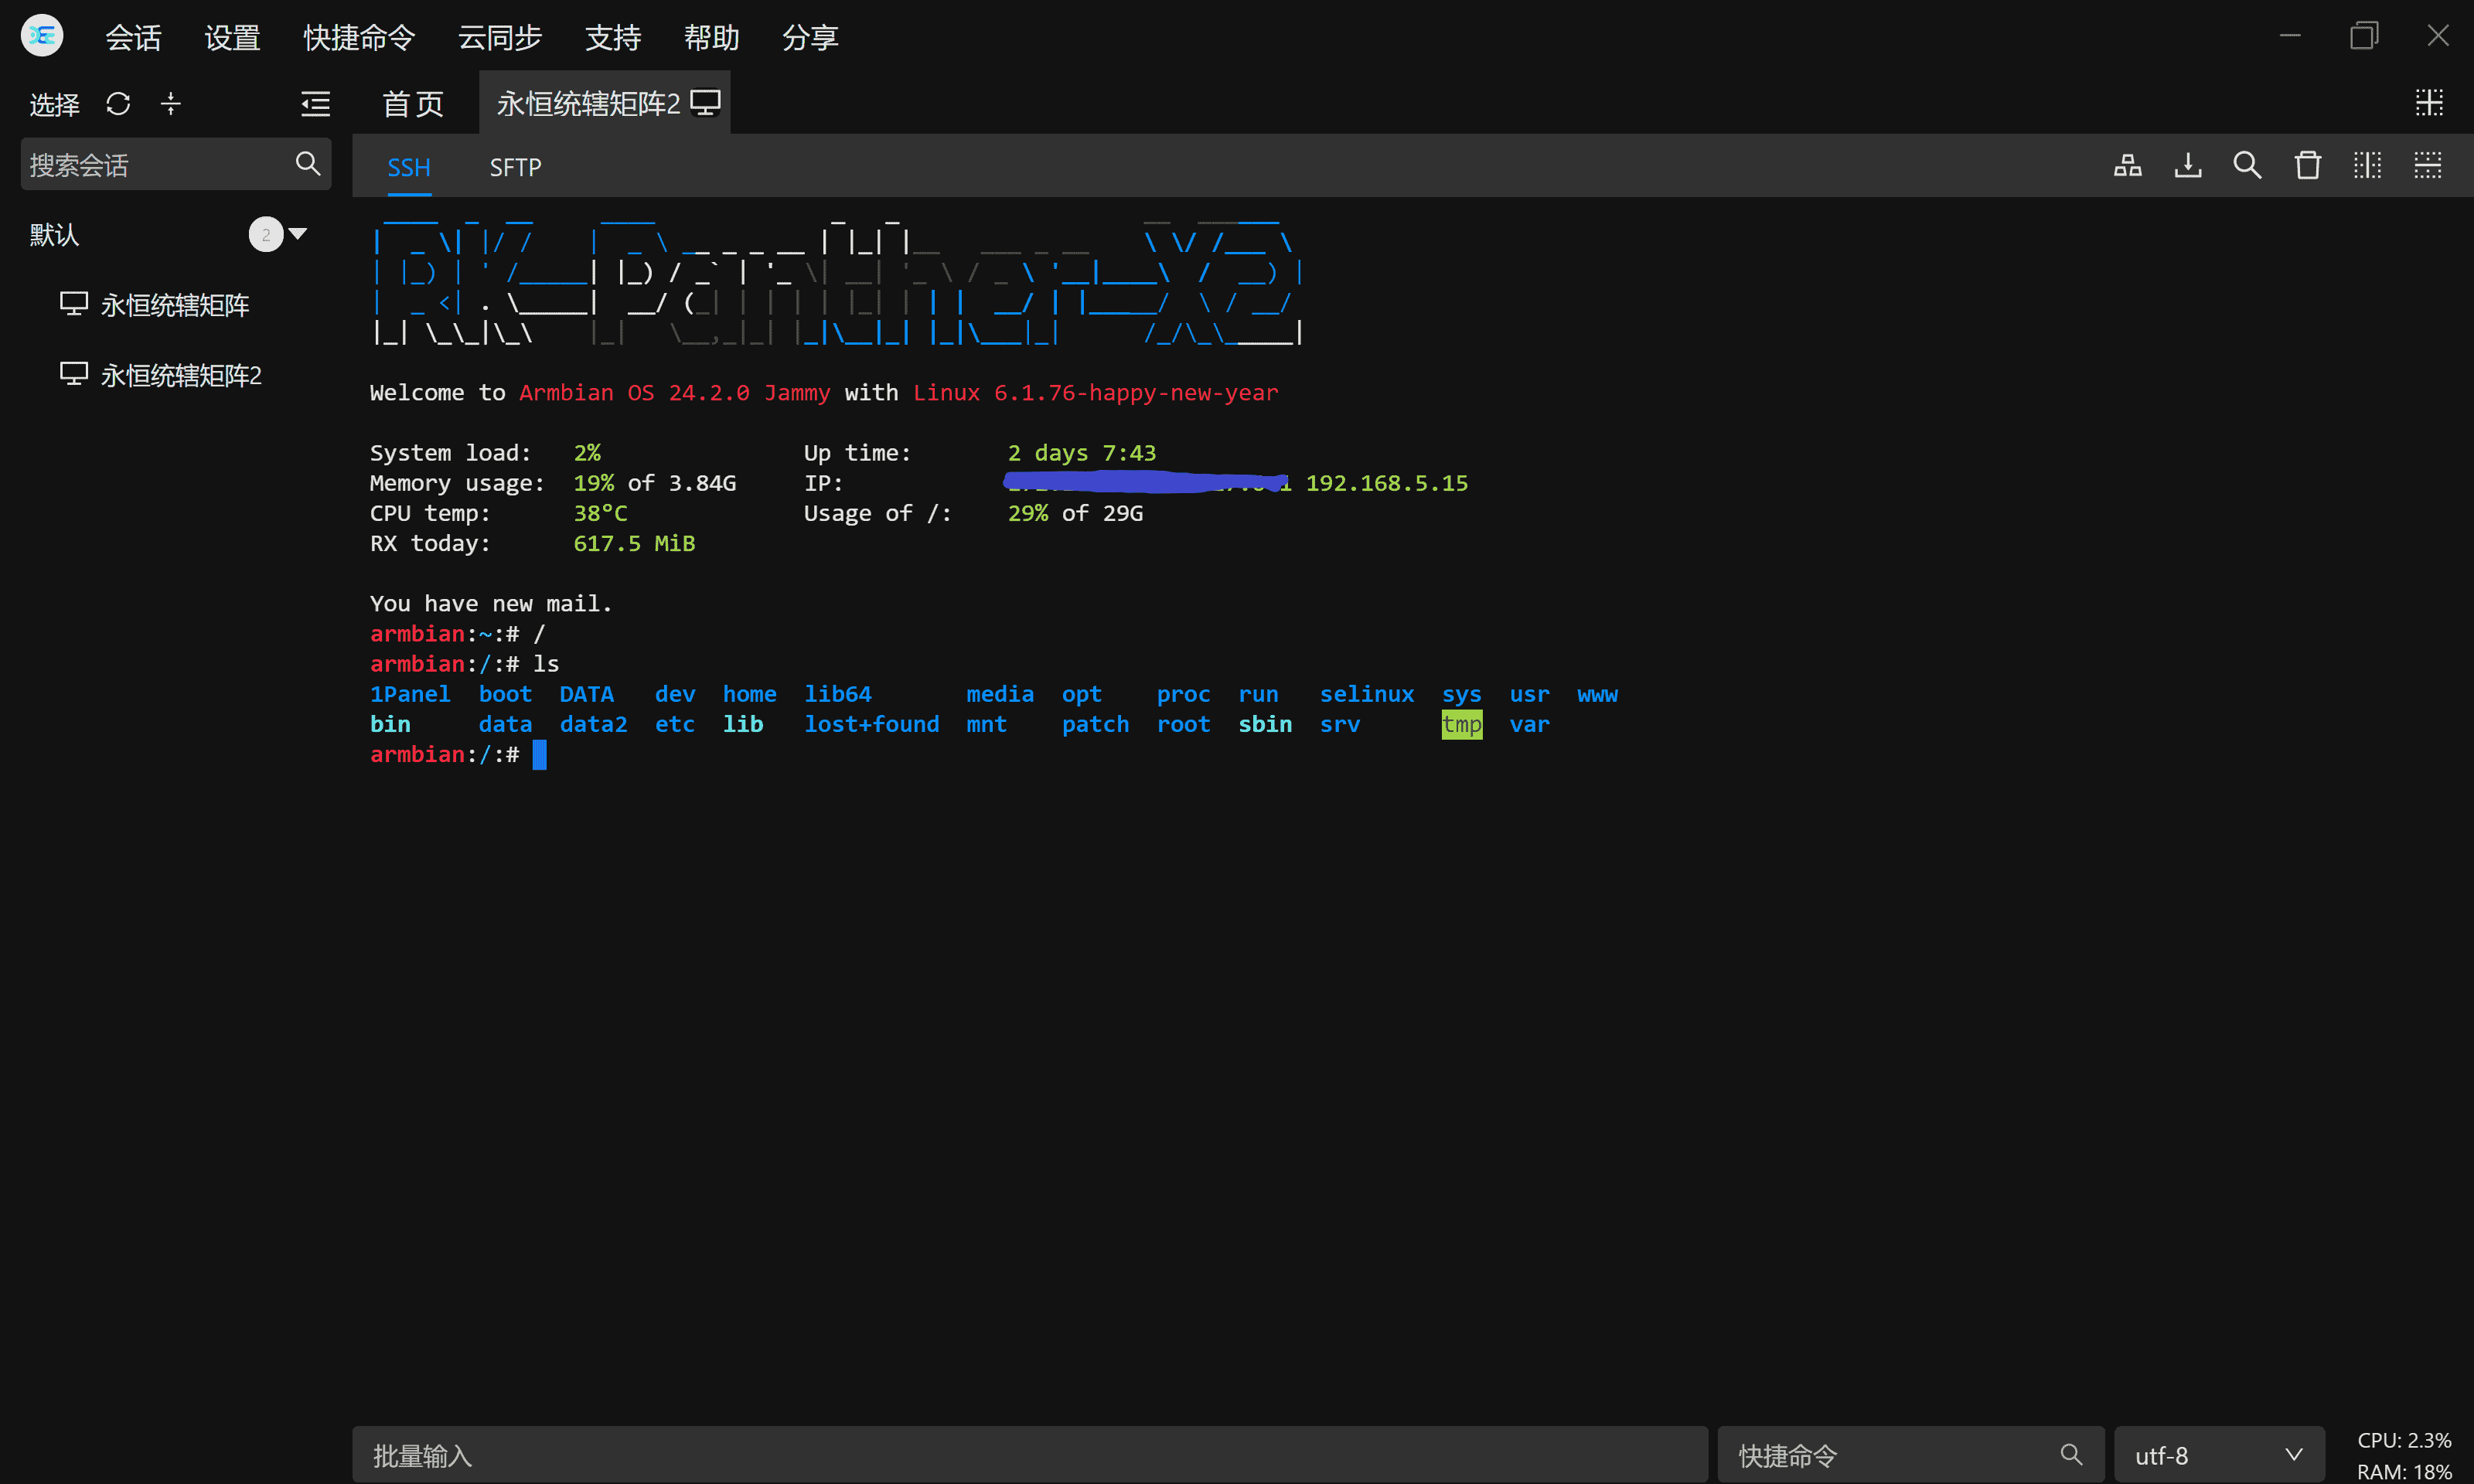 会话 设置 快捷命令 云同步 支持 帮助 分享
选择 首页 永恒统辖矩阵2
搜索会话 SSH SFTP
默认 2
永恒统辖矩阵
永恒统辖矩阵2
Welcome to Armbian OS 24.2.0 Jammy with Linux 6.1.76-happy-new-year
System load: 2% Up time: 2 days 7:43
Memory usage: 19% of 3.84G IP: 192.168.5.15
CPU temp: 38°C Usage of /: 29% of 29G
RX today: 617.5 MiB
You have new mail.
armbian:~:# /
armbian:/:# ls
1Panel boot DATA dev home lib64 media opt proc run selinux sys usr www
bin data data2 etc lib lost+found mnt patch root sbin srv tmp var
armbian:/:#
批量输入 快捷命令 utf-8 CPU: 2.3%
RAM: 18%